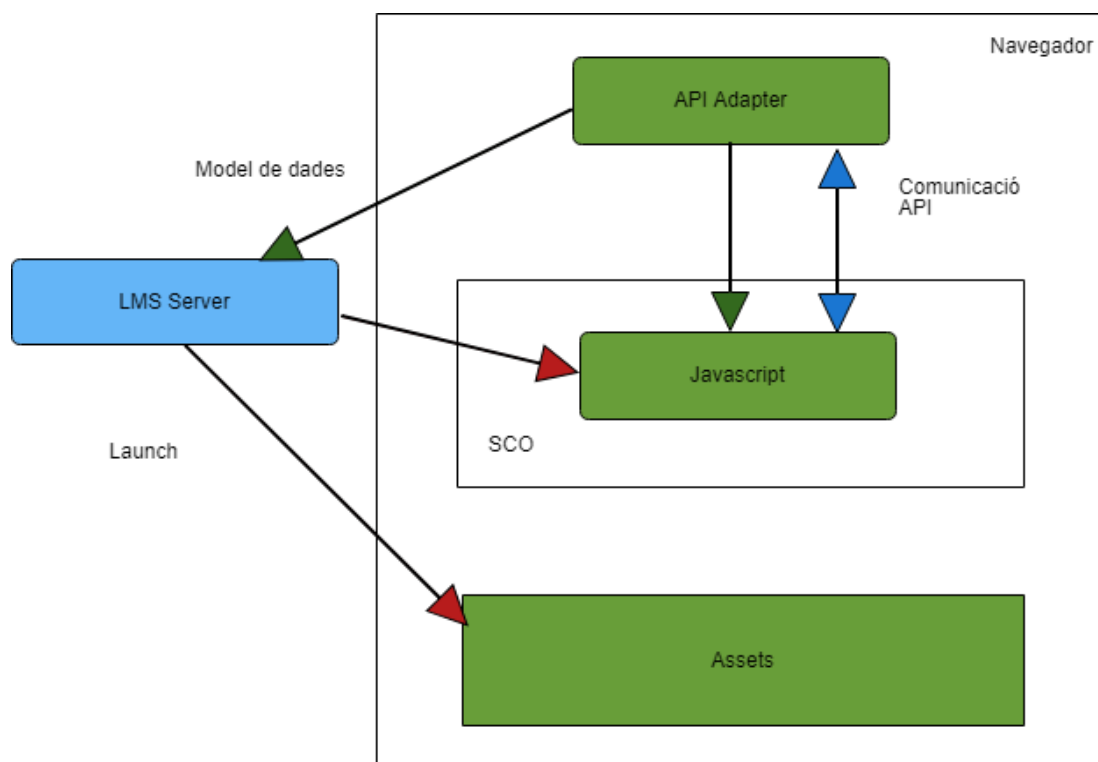 Navegador
API Adapter
Model de dades
Comunicació
API
LMS Server
Javascript
SCO
Launch
Assets